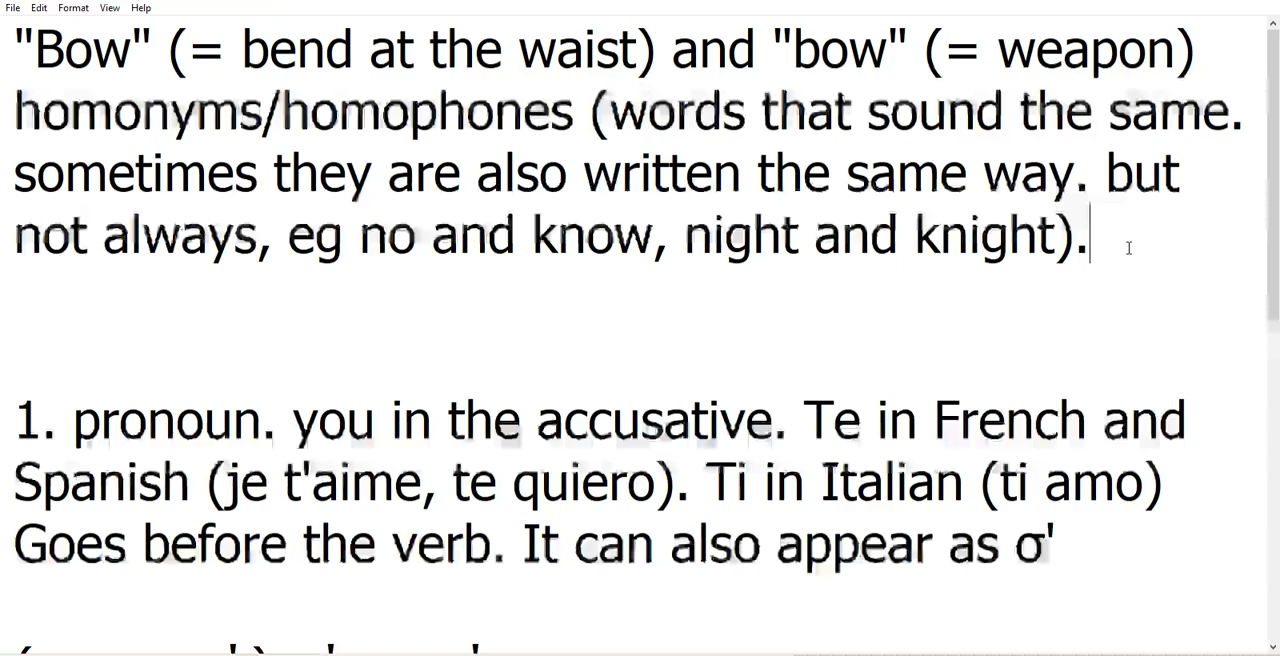 File Edit Format View Help
"Bow" (= bend at the waist) and "bow" (= weapon)
homonyms/homophones (words that sound the same.
sometimes they are also written the same way. but
not always, eg no and know, night and knight).
1. pronoun. you in the accusative. Te in French and
Spanish (je t'aime, te quiero). Ti in Italian (ti amo)
Goes before the verb. It can also appear as σ'